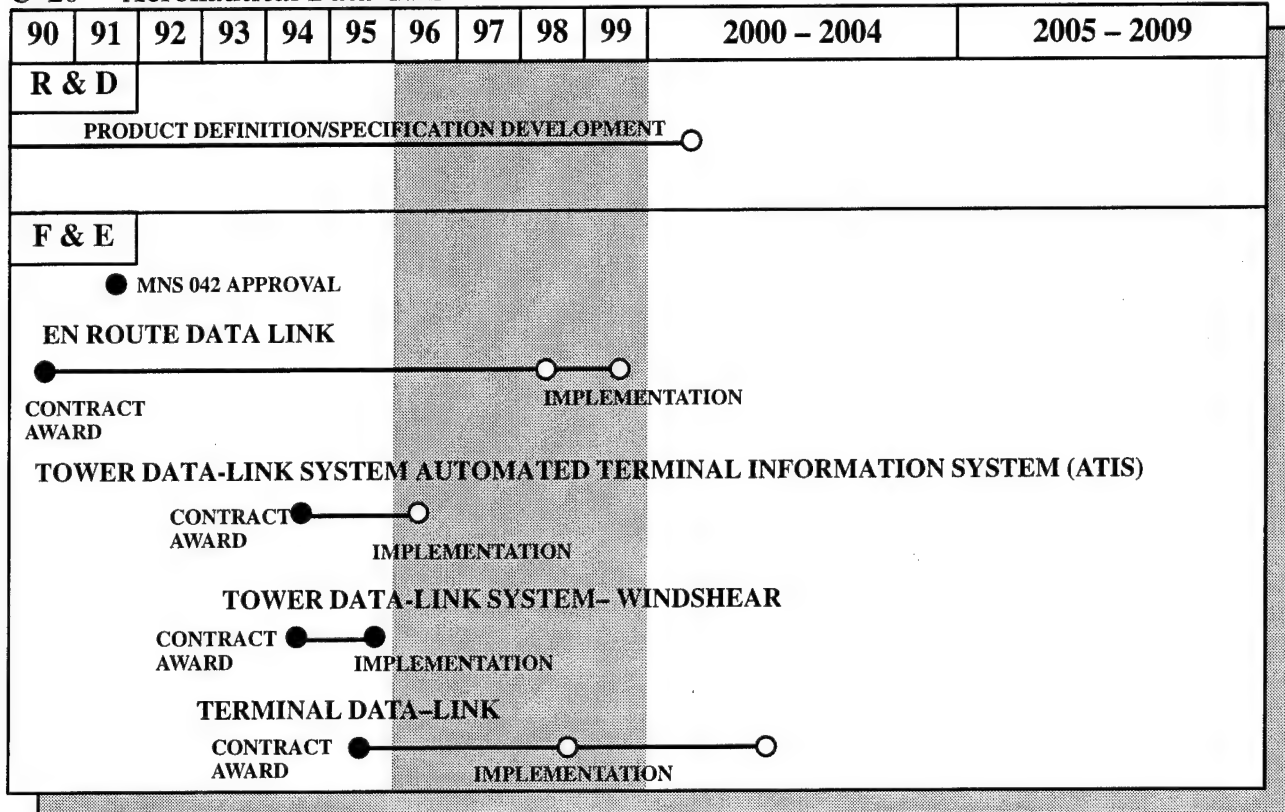 90 91 92 93 94 95 96 97 98 99 2000 – 2004 2005 – 2009
R & D
PRODUCT DEFINITION/SPECIFICATION DEVELOPMENT
F & E
MNS 042 APPROVAL
EN ROUTE DATA LINK
IMPLEMENTATION
CONTRACT
AWARD
TOWER DATA-LINK SYSTEM AUTOMATED TERMINAL INFORMATION SYSTEM (ATIS)
CONTRACT
AWARD
IMPLEMENTATION
TOWER DATA-LINK SYSTEM– WINDSHEAR
CONTRACT
AWARD
IMPLEMENTATION
TERMINAL DATA–LINK
CONTRACT
AWARD
IMPLEMENTATION